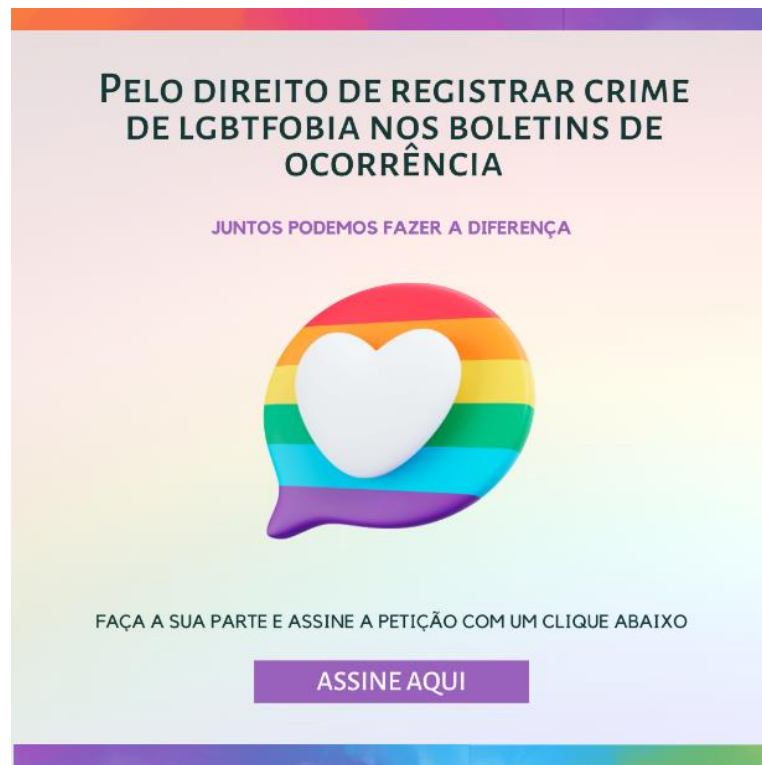 PELO DIREITO DE REGISTRAR CRIME
DE LGBTFOBIA NOS BOLETINS DE
OCORRÊNCIA
JUNTOS PODEMOS FAZER A DIFERENÇA
FAÇA A SUA PARTE E ASSINE A PETIÇÃO COM UM CLIQUE ABAIXO
ASSINE AQUI